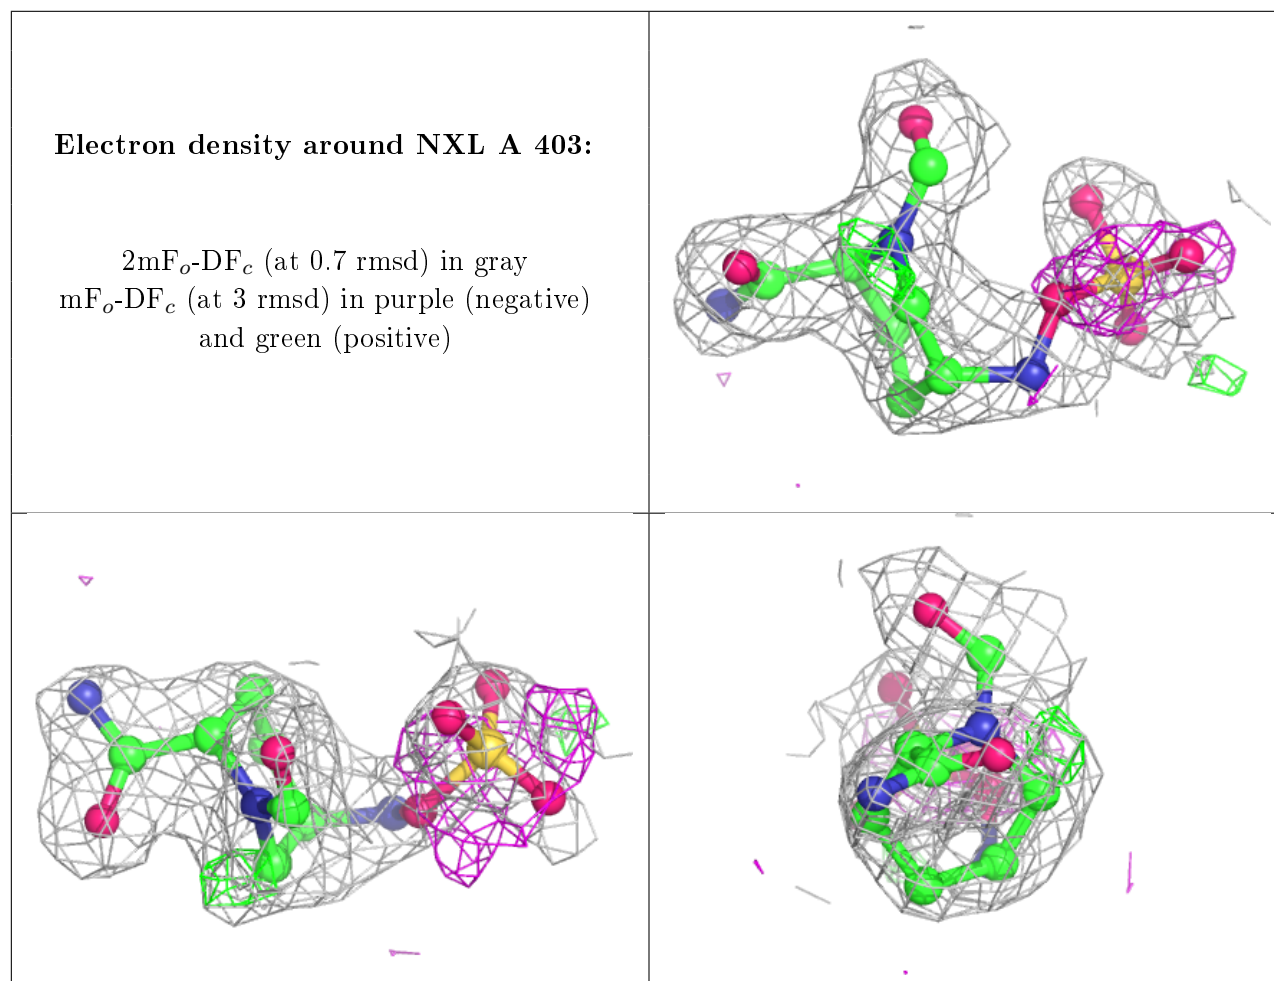 Electron density around NXL A 403:
2mFo-DFc (at 0.7 rmsd) in gray
mFo-DFc (at 3 rmsd) in purple (negative)
and green (positive)